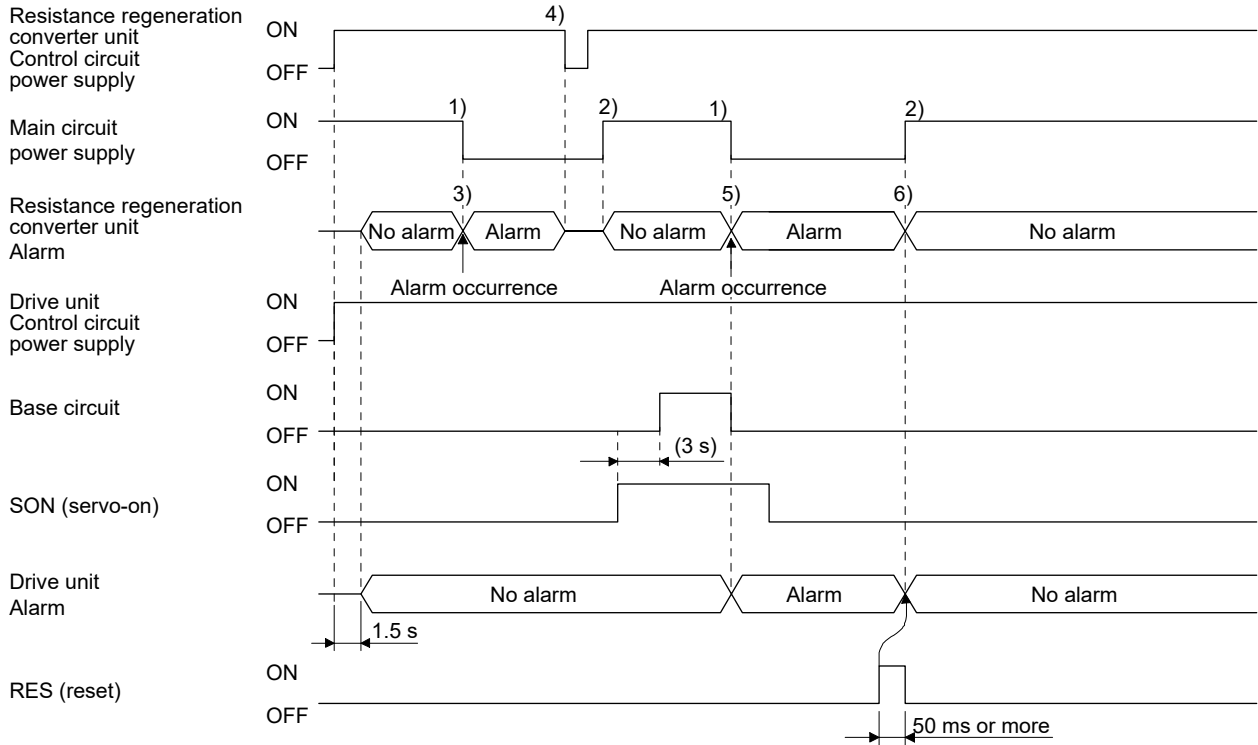 Resistance regeneration
converter unit
Control circuit
power supply
ON
OFF
4)
Main circuit
power supply
ON
OFF
1)
2)
1)
2)
Resistance regeneration
converter unit
Alarm
3)
5)
6)
No alarm
Alarm
No alarm
Alarm
No alarm
Alarm occurrence
Alarm occurrence
Drive unit
Control circuit
power supply
ON
OFF
Base circuit
ON
OFF
(3 s)
SON (servo-on)
ON
OFF
Drive unit
Alarm
No alarm
Alarm
No alarm
1.5 s
RES (reset)
ON
OFF
50 ms or more